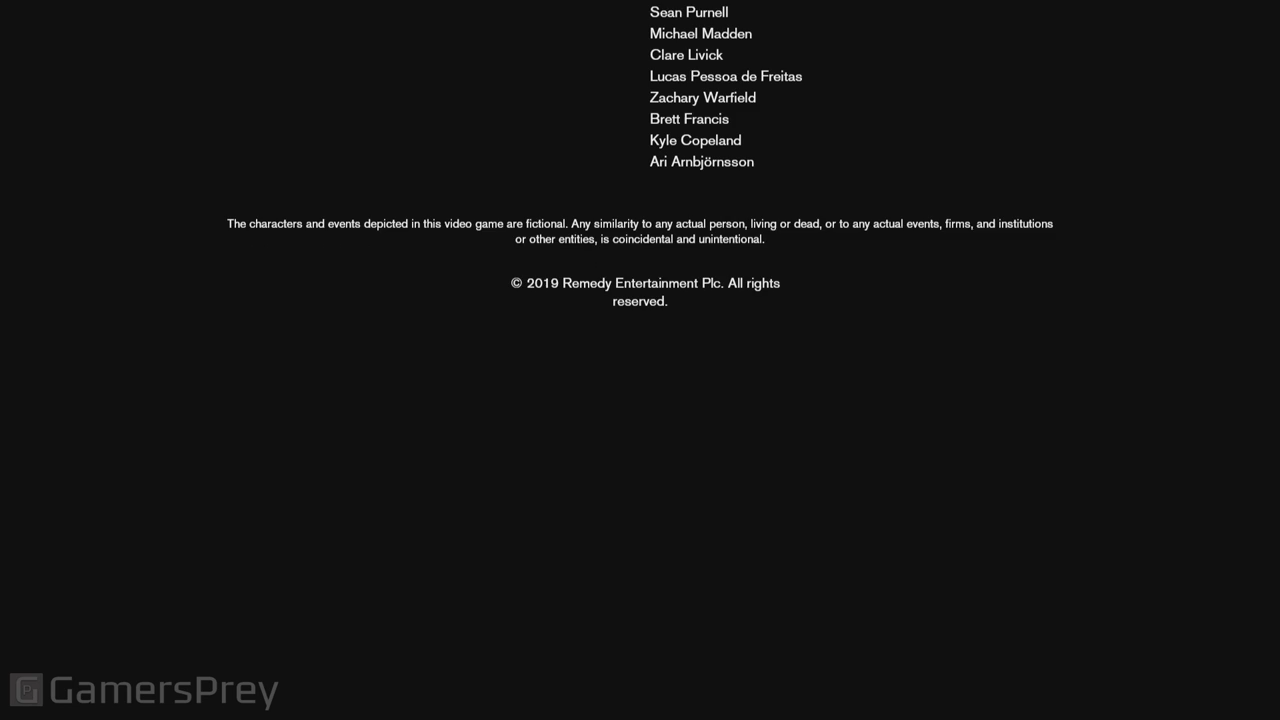 Sean Purnell
Michael Madden
Clare Livick
Lucas Pessoa de Freitas
Zachary Warfield
Brett Francis
Kyle Copeland
Ari Arnbjörnsson
The characters and events depicted in this video game are fictional. Any similarity to any actual person, living or dead, or to any actual events, firms, and institutions
or other entities, is coincidental and unintentional.
© 2019 Remedy Entertainment Plc. All rights
reserved.
GamersPrey